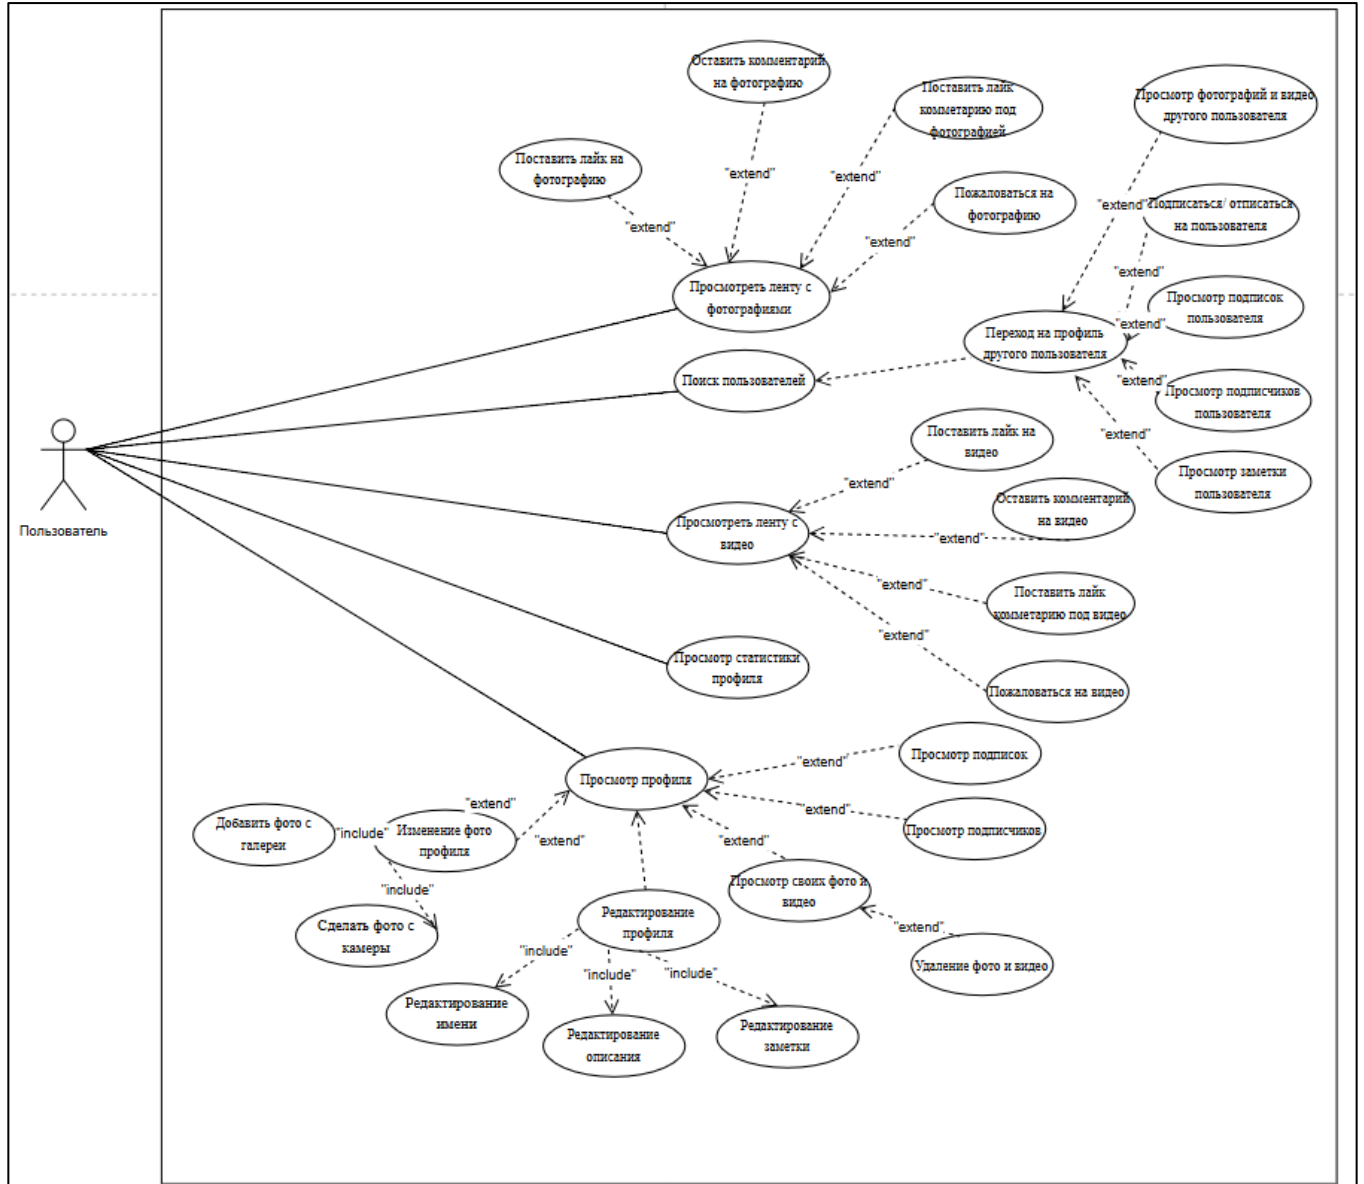 Оставить комментарий
на фотографию
Поставить лайк
комметарию под
фотографией
Просмотр фотографий и видео
другого пользователя
Поставить лайк на
фотографию
"extend"
"extend"
Пожаловаться на
фотографию
"extend"
Подписаться/ отписаться
на пользователя
"extend"
"extend"
"extend"
Просмотреть ленту с
фотографиями
Просмотр подписок
пользователя
"extend"
Переход на профиль
другого пользователя
Поиск пользователей
"extend"
Просмотр подписчиков
пользователя
"extend"
Поставить лайк на
видео
Просмотр заметки
пользователя
"extend"
Оставить комментарий
на видео
Пользователь
Просмотреть ленту с
видео
"extend"
"extend"
Поставить лайк
комметарию под видео
"extend"
Просмотр статистики
профиля
Пожаловаться на видео
Просмотр подписок
"extend"
Просмотр профиля
"extend"
"extend"
Просмотр подписчиков
Добавить фото с
галереи
"include"
Изменение фото
профиля
"extend"
"extend"
"include"
Просмотр своих фото и
видео
Сделать фото с
камеры
Редактирование
профиля
"extend"
"include"
"include"
"include"
Удаление фото и видео
Редактирование
имени
Редактирование
описания
Редактирование
заметки